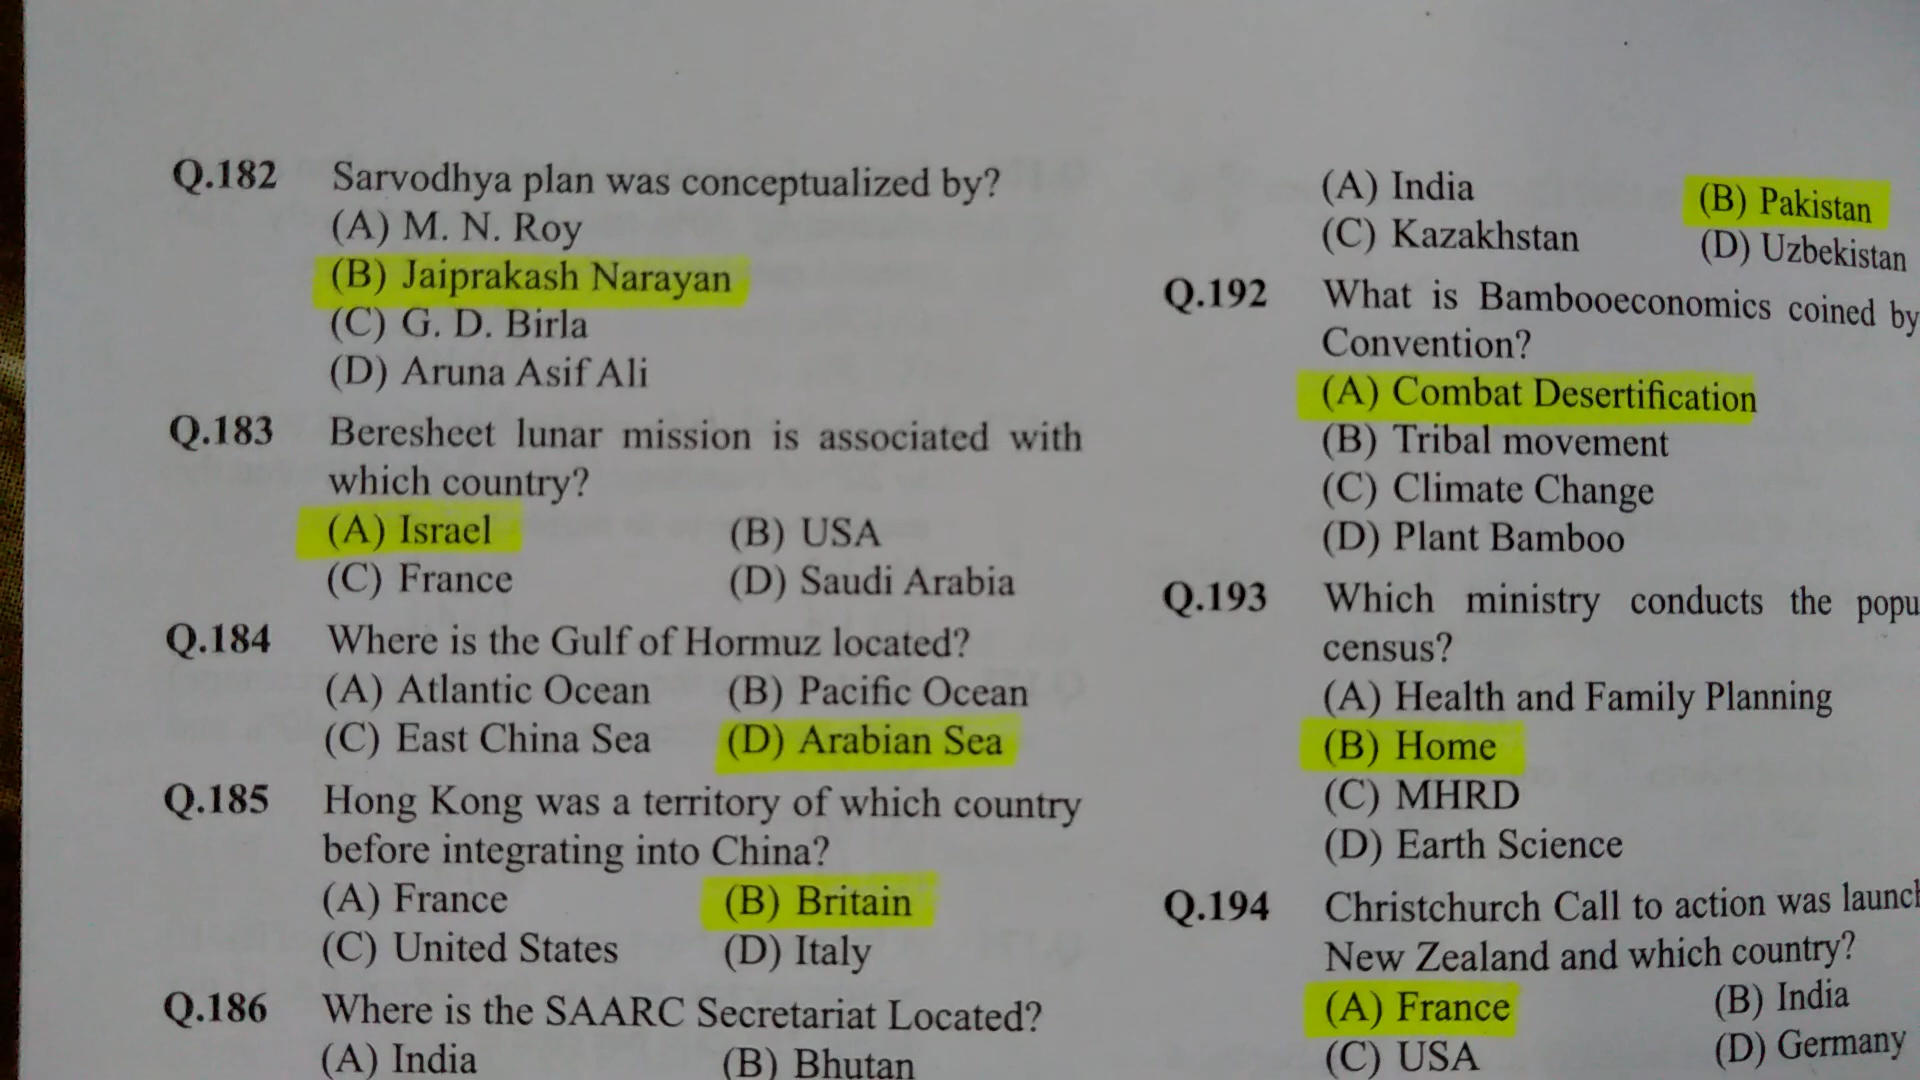 Q.182 Sarvodhya plan was conceptualized by?
(A) M. N. Roy
(B) Jaiprakash Narayan
(C) G. D. Birla
(D) Aruna Asif Ali
Q.183 Beresheet lunar mission is associated with
which country?
(A) Israel (B) USA
(C) France (D) Saudi Arabia
Q.184 Where is the Gulf of Hormuz located?
(A) Atlantic Ocean (B) Pacific Ocean
(C) East China Sea (D) Arabian Sea
Q.185 Hong Kong was a territory of which country
before integrating into China?
(A) France (B) Britain
(C) United States (D) Italy
Q.186 Where is the SAARC Secretariat Located?
(A) India (B) Bhutan
(A) India (B) Pakistan
(C) Kazakhstan (D) Uzbekistan
Q.192 What is Bambooeconomics coined by
Convention?
(A) Combat Desertification
(B) Tribal movement
(C) Climate Change
(D) Plant Bamboo
Q.193 Which ministry conducts the popu
census?
(A) Health and Family Planning
(B) Home
(C) MHRD
(D) Earth Science
Q.194 Christchurch Call to action was launch
New Zealand and which country?
(A) France (B) India
(C) USA (D) Germany